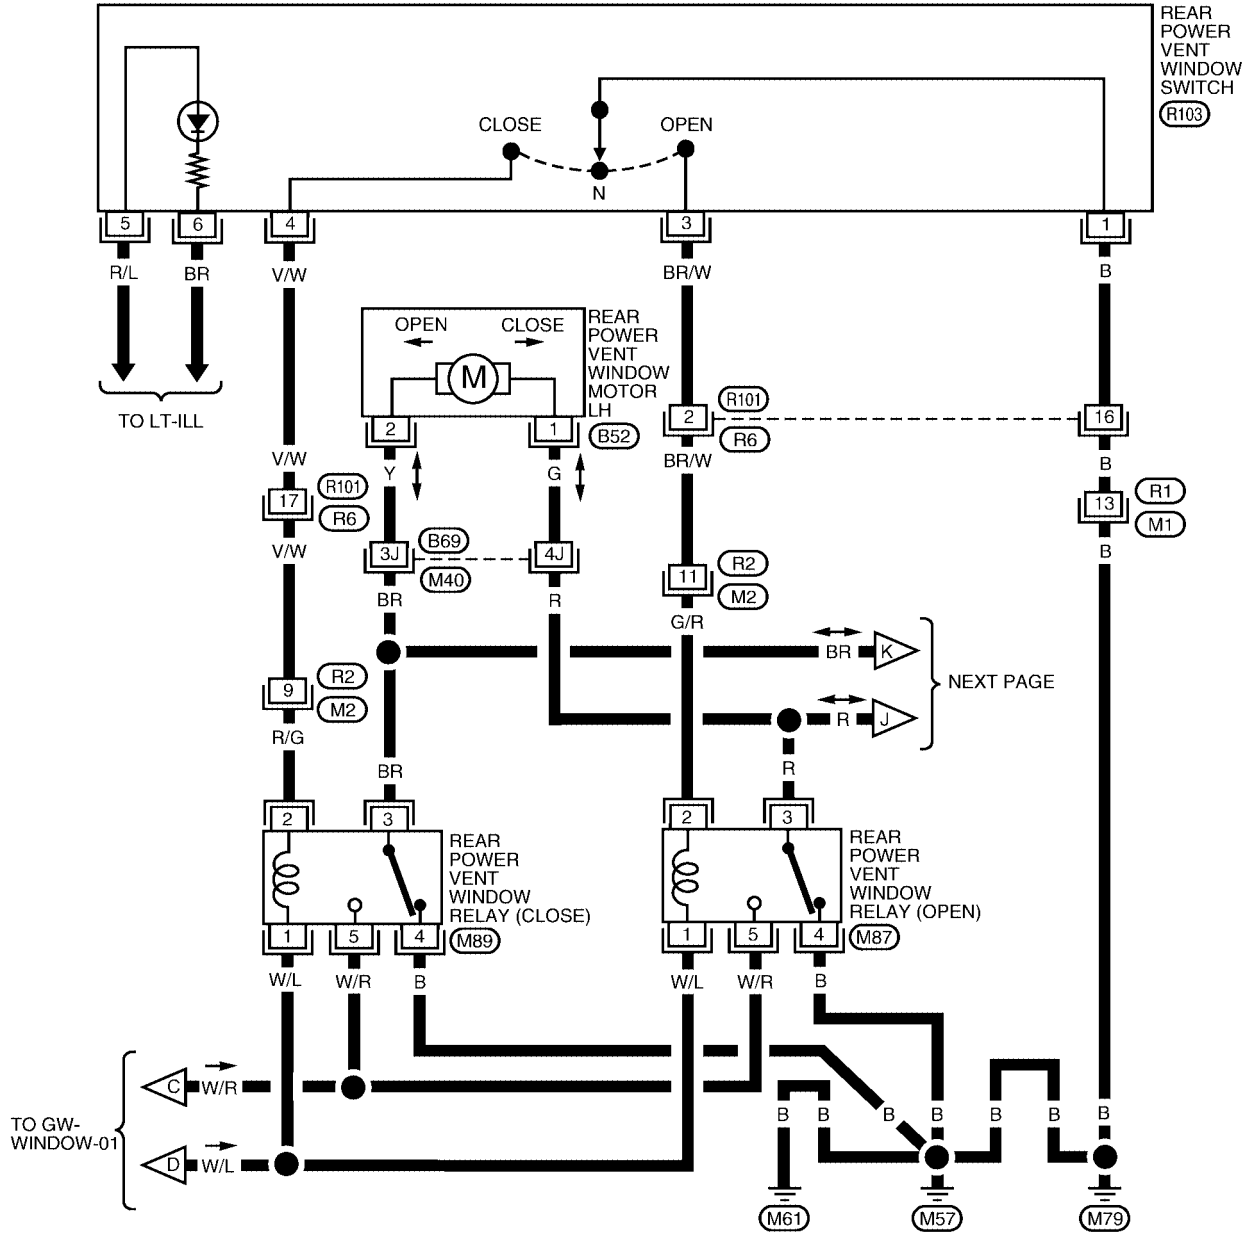 REAR
POWER
VENT
WINDOW
SWITCH
R103
CLOSE
OPEN
N
5
6
4
3
1
R/L
BR
V/W
BR/W
B
TO LT-ILL
OPEN
CLOSE
M
REAR
POWER
VENT
WINDOW
MOTOR
LH
2
1
B52
Y
G
2
R101
R6
16
V/W
BR/W
B
17
R101
R6
13
R1
M1
V/W
3J
B69
M40
4J
B
11
R2
M2
BR
R
G/R
BR
K
9
R2
M2
NEXT PAGE
R
J
R/G
BR
R
2
3
REAR
POWER
VENT
WINDOW
RELAY (CLOSE)
M89
1
5
4
2
3
REAR
POWER
VENT
WINDOW
RELAY (OPEN)
M87
1
5
4
W/L
W/R
B
W/L
W/R
B
C
W/R
TO GW-
WINDOW-01
D
W/L
B
B
B
B
B
B
B
M61
M57
M79